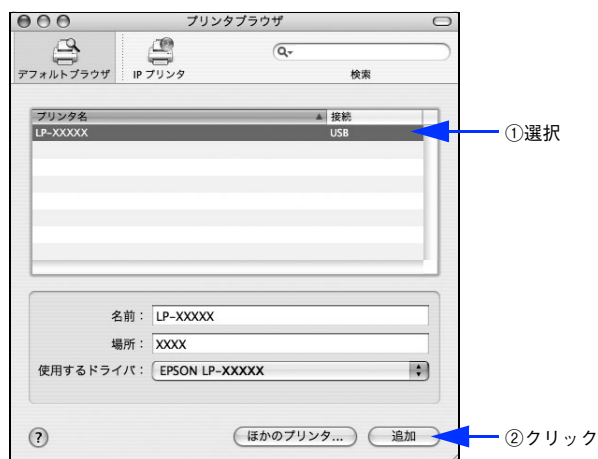 プリンタブラウザ
デフォルトブラウザ IP プリンタ 検索
プリンタ名 接続
LP-XXXXX USB
①選択
名前： LP-XXXXX
場所： XXXX
使用するドライバ： EPSON LP-XXXXX
? ほかのプリンタ... 追加
②クリック